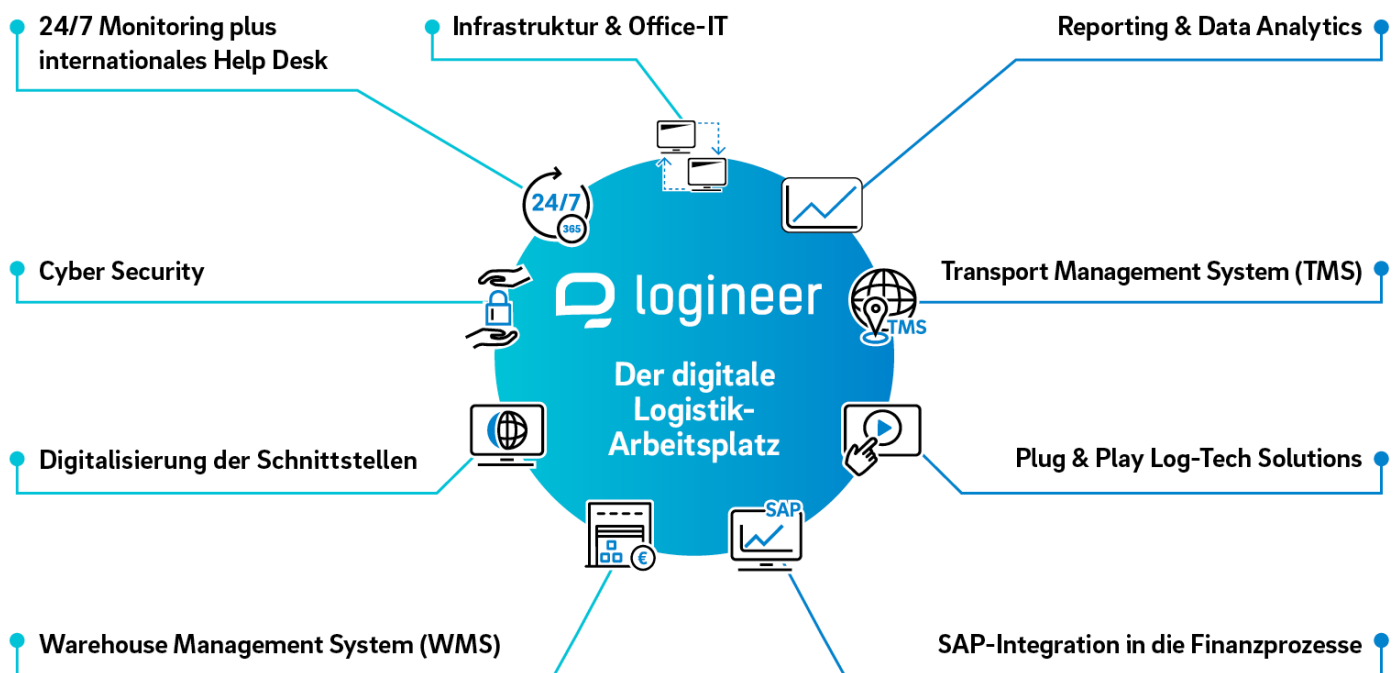 24/7 Monitoring plus
internationales Help Desk
Infrastruktur & Office-IT
Reporting & Data Analytics
24/7
365
Cyber Security
logineer
Transport Management System (TMS)
TMS
Der digitale
Logistik-
Arbeitsplatz
Digitalisierung der Schnittstellen
Plug & Play Log-Tech Solutions
SAP
€
Warehouse Management System (WMS)
SAP-Integration in die Finanzprozesse